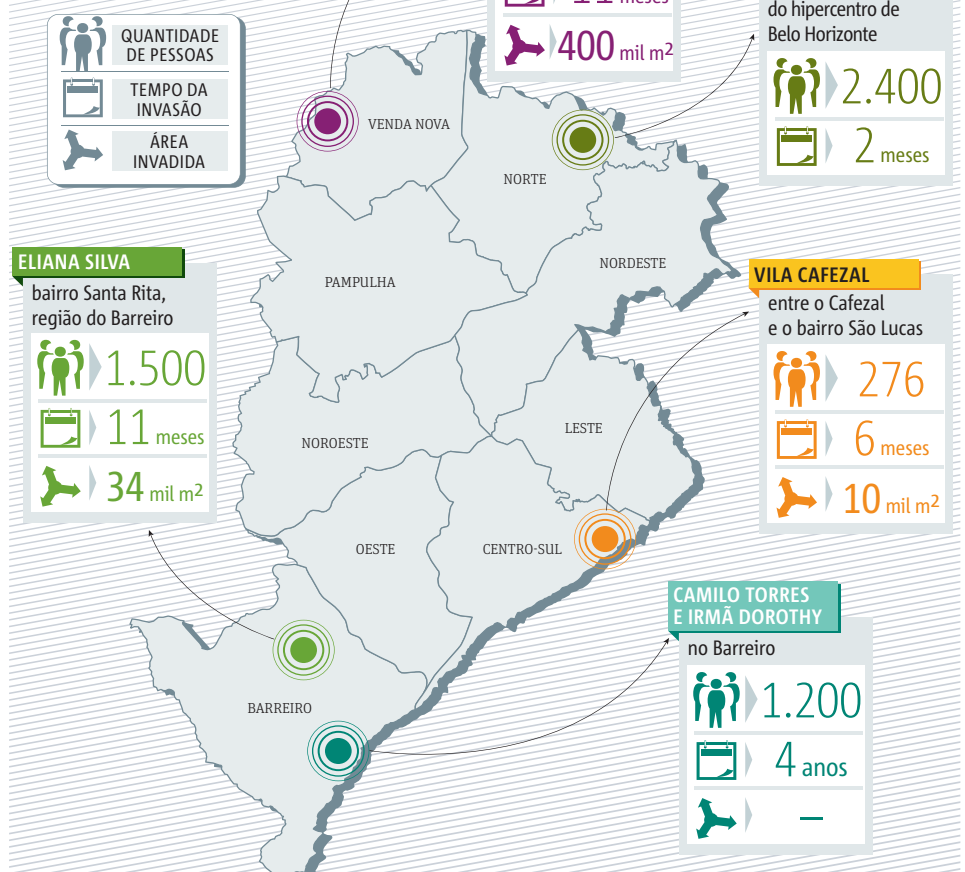 QUANTIDADE
DE PESSOAS
TEMPO DA
INVASÃO
ÁREA
INVADIDA
11 meses
400 mil m²
do hipercentro de
Belo Horizonte
2.400
2 meses
VENDA NOVA
NORTE
NORDESTE
PAMPULHA
ELIANA SILVA
bairro Santa Rita,
região do Barreiro
1.500
11 meses
34 mil m²
VILA CAFEZAL
entre o Cafezal
e o bairro São Lucas
276
6 meses
10 mil m²
LESTE
NOROESTE
OESTE
CENTRO-SUL
BARREIRO
CAMILO TORRES
E IRMÃ DOROTHY
no Barreiro
1.200
4 anos
–